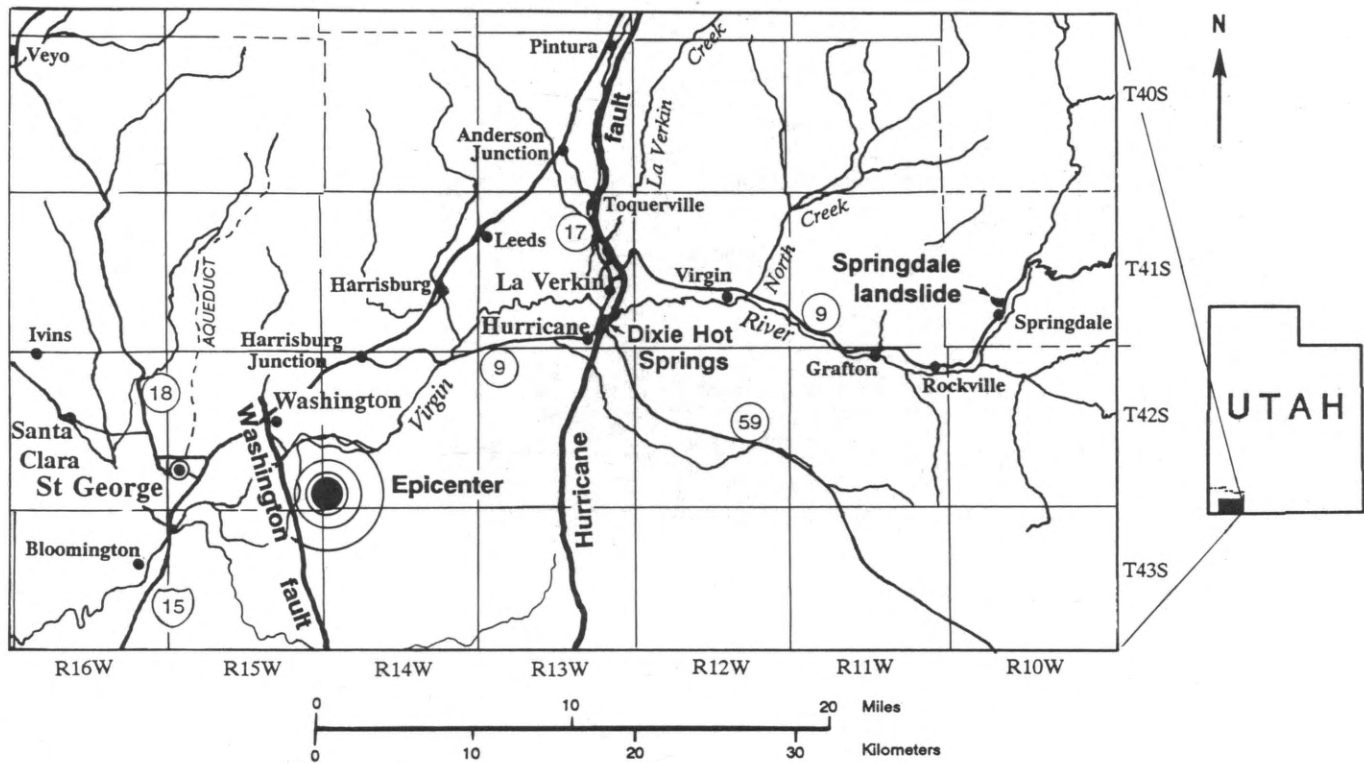 N
Veyo
Pintura
Creek
T40S
fault
La Verkin
Anderson
Junction
Toquerville
Creek
17
Leeds
AQUEDUCT
Harrisburg
La Verkin
Virgin
North
Springdale
landslide
T41S
9
River
Springdale
Ivins
Harrisburg
Junction
Hurricane
Dixie Hot
Springs
Grafton
Rockville
9
18
Virgin
Washington
Washington
59
T42S
UTAH
Santa
Clara
St George
Epicenter
Hurricane
Bloomington
fault
15
T43S
R16W
R15W
R14W
R13W
R12W
R11W
R10W
0
10
20
Miles
0
10
20
30
Kilometers